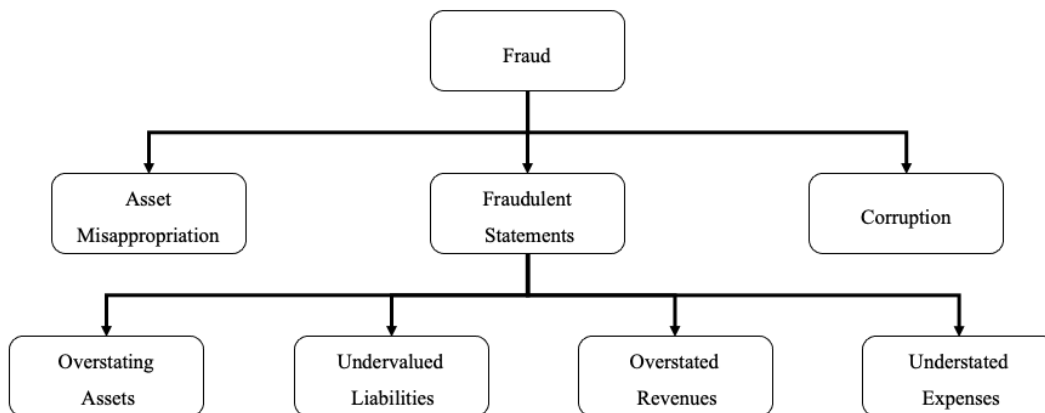 Fraud
Asset
Misappropriation
Fraudulent
Statements
Corruption
Overstating
Assets
Undervalued
Liabilities
Overstated
Revenues
Understated
Expenses